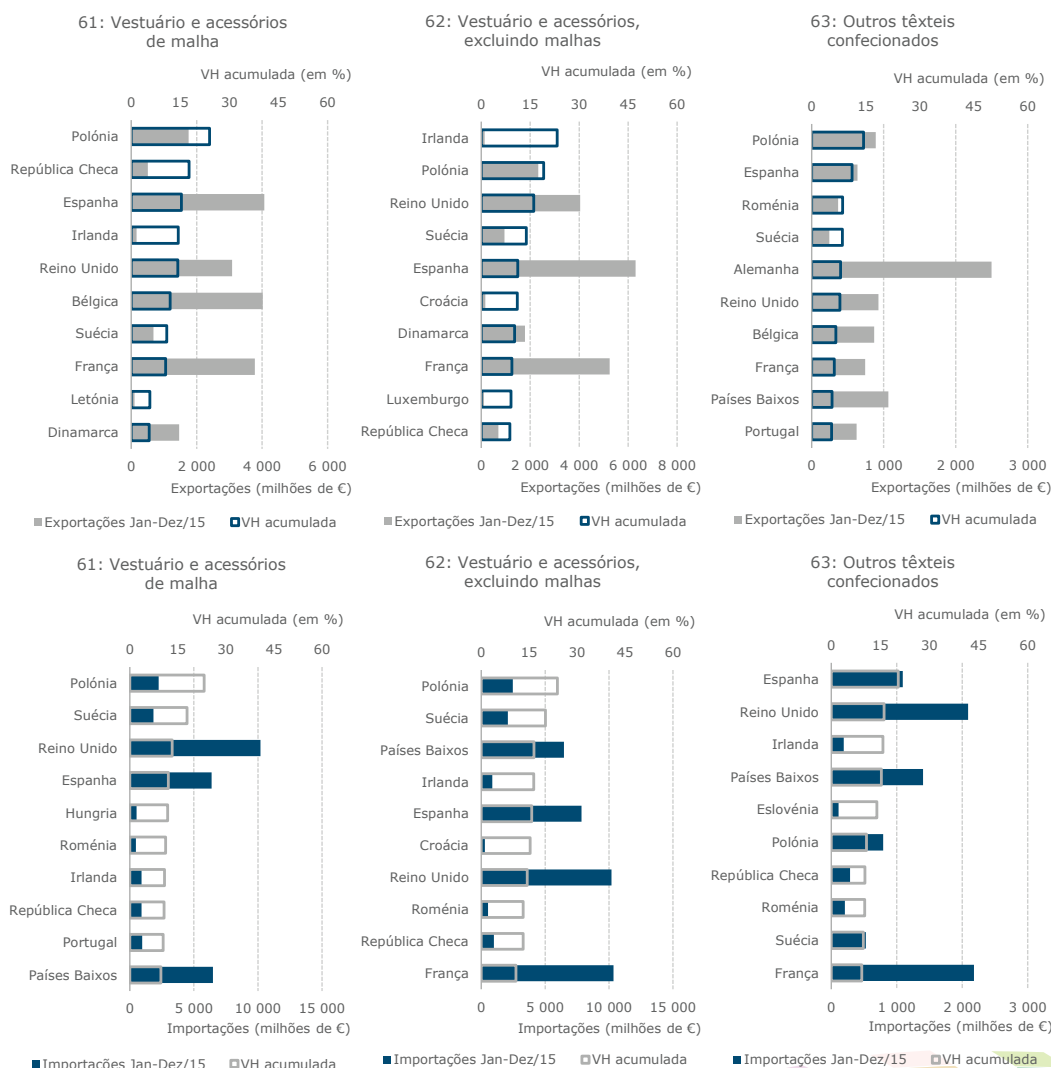 61: Vestuário e acessórios
de malha
VH acumulada (em %)
0 15 30 45 60
Polónia
República Checa
Espanha
Irlanda
Reino Unido
Bélgica
Suécia
França
Letónia
Dinamarca
0 2 000 4 000 6 000
Exportações (milhões de €)
Exportações Jan-Dez/15 VH acumulada
62: Vestuário e acessórios,
excluindo malhas
VH acumulada (em %)
0 15 30 45 60
Irlanda
Polónia
Reino Unido
Suécia
Espanha
Croácia
Dinamarca
França
Luxemburgo
República Checa
0 2 000 4 000 6 000 8 000
Exportações (milhões de €)
Exportações Jan-Dez/15 VH acumulada
63: Outros têxteis
confecionados
VH acumulada (em %)
0 15 30 45 60
Polónia
Espanha
Roménia
Suécia
Alemanha
Reino Unido
Bélgica
França
Países Baixos
Portugal
0 1 000 2 000 3 000
Exportações (milhões de €)
Exportações Jan-Dez/15 VH acumulada
61: Vestuário e acessórios
de malha
VH acumulada (em %)
0 15 30 45 60
Polónia
Suécia
Reino Unido
Espanha
Hungria
Roménia
Irlanda
República Checa
Portugal
Países Baixos
0 5 000 10 000 15 000
Importações (milhões de €)
Importações Jan-Dez/15 VH acumulada
62: Vestuário e acessórios,
excluindo malhas
VH acumulada (em %)
0 15 30 45 60
Polónia
Suécia
Países Baixos
Irlanda
Espanha
Croácia
Reino Unido
Roménia
República Checa
França
0 5 000 10 000 15 000
Importações (milhões de €)
Importações Jan-Dez/15 VH acumulada
63: Outros têxteis
confecionados
VH acumulada (em %)
0 15 30 45 60
Espanha
Reino Unido
Irlanda
Países Baixos
Eslovénia
Polónia
República Checa
Roménia
Suécia
França
0 1 000 2 000 3 000
Importações (milhões de €)
Importações Jan-Dez/15 VH acumulada